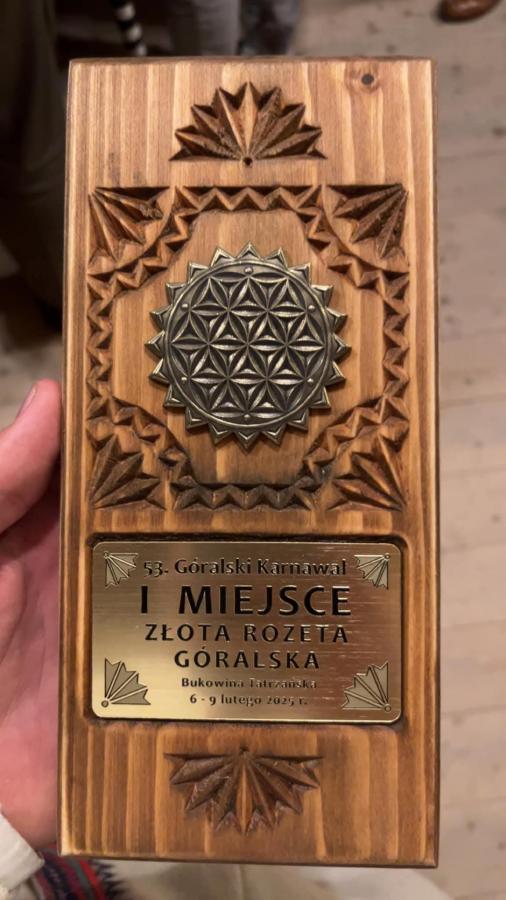 53. Góralski Karnawał
I MIEJSCE
ZŁOTA ROZETA
GÓRALSKA
Bukowina Tatrzańska
6 - 9 lutego 2025 r.